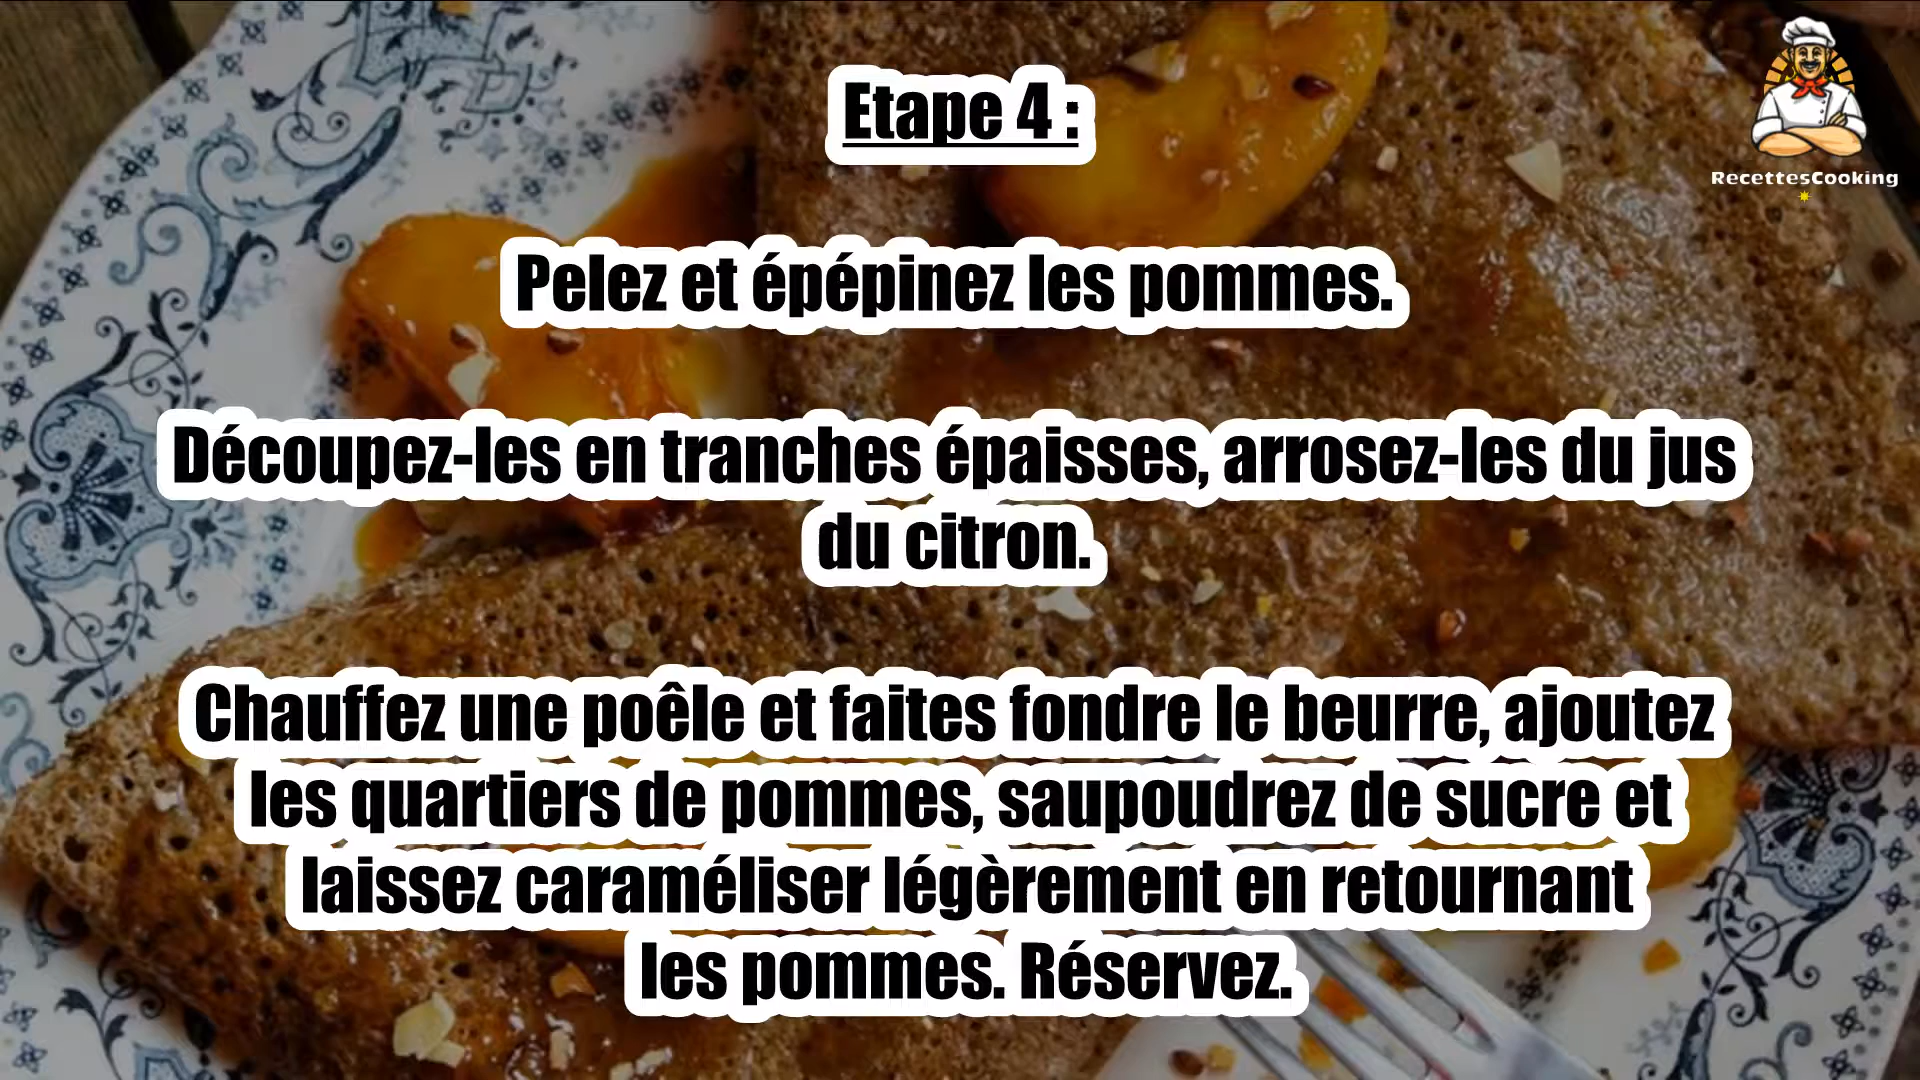 Etape 4 :
RecettesCooking
Pelez et épépinez les pommes.
Découpez-les en tranches épaisses, arrosez-les du jus
du citron.
Chauffez une poêle et faites fondre le beurre, ajoutez
les quartiers de pommes, saupoudrez de sucre et
laissez caraméliser légèrement en retournant
les pommes. Réservez.